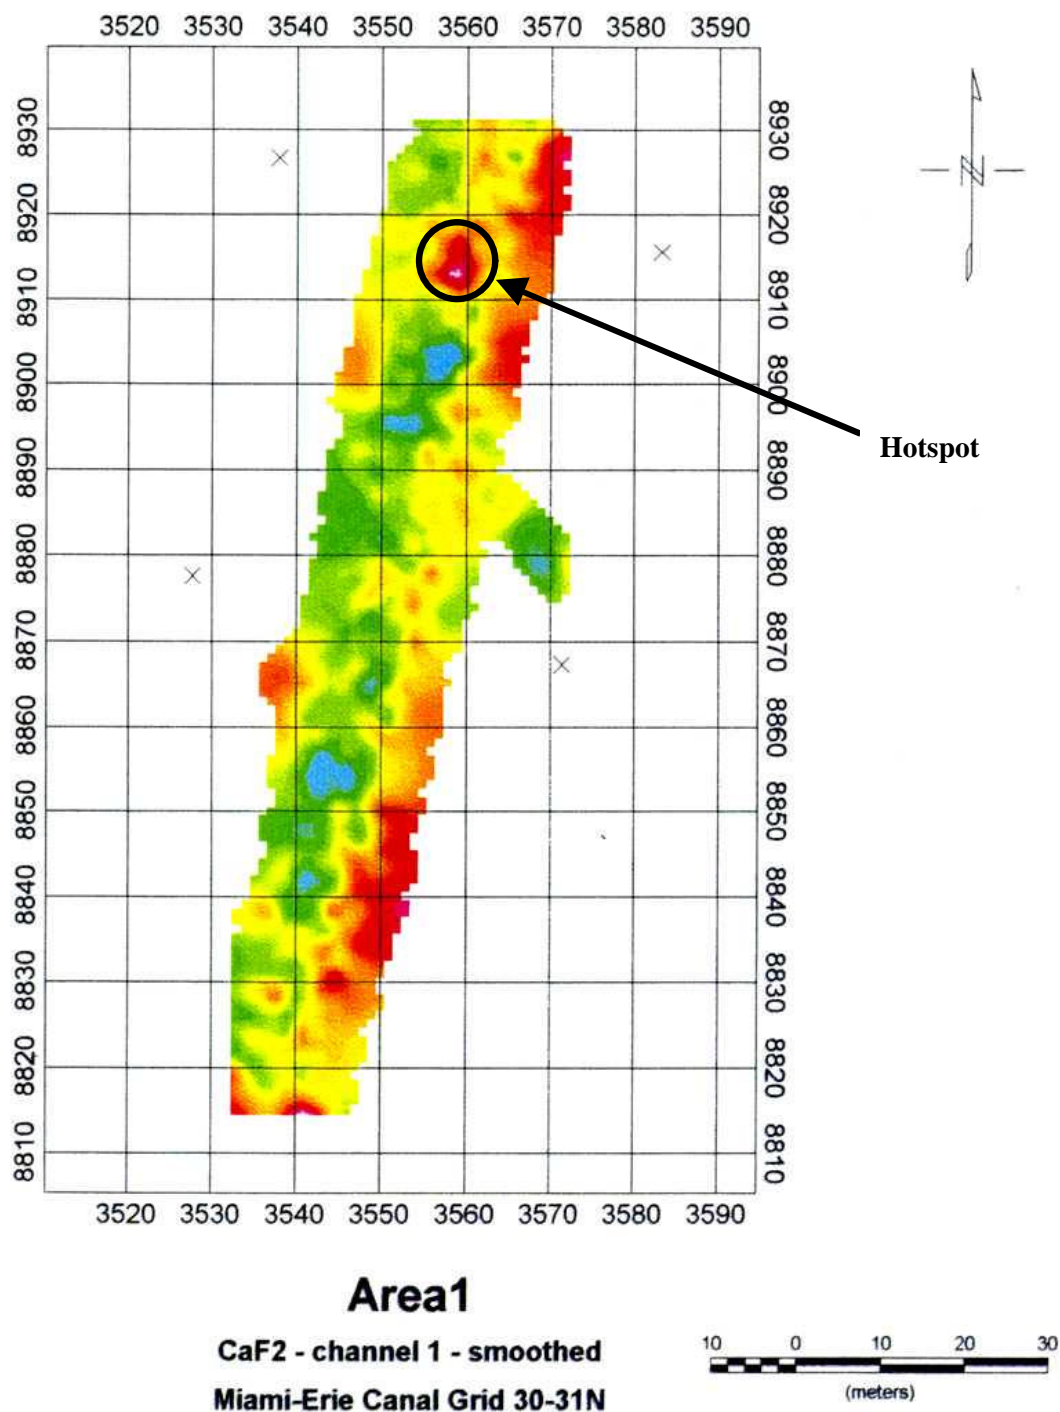 3520 3530 3540 3550 3560 3570 3580 3590
8930 8930
8920 8920
8910 8910
8900 8900
Hotspot
8890 8890
8880 8880
8870 8870
8860 8860
8850 8850
8840 8840
8830 8830
8820 8820
8810 8810
3520 3530 3540 3550 3560 3570 3580 3590
N
Area1
CaF2 - channel 1 - smoothed
Miami-Erie Canal Grid 30-31N
10 0 10 20 30
(meters)